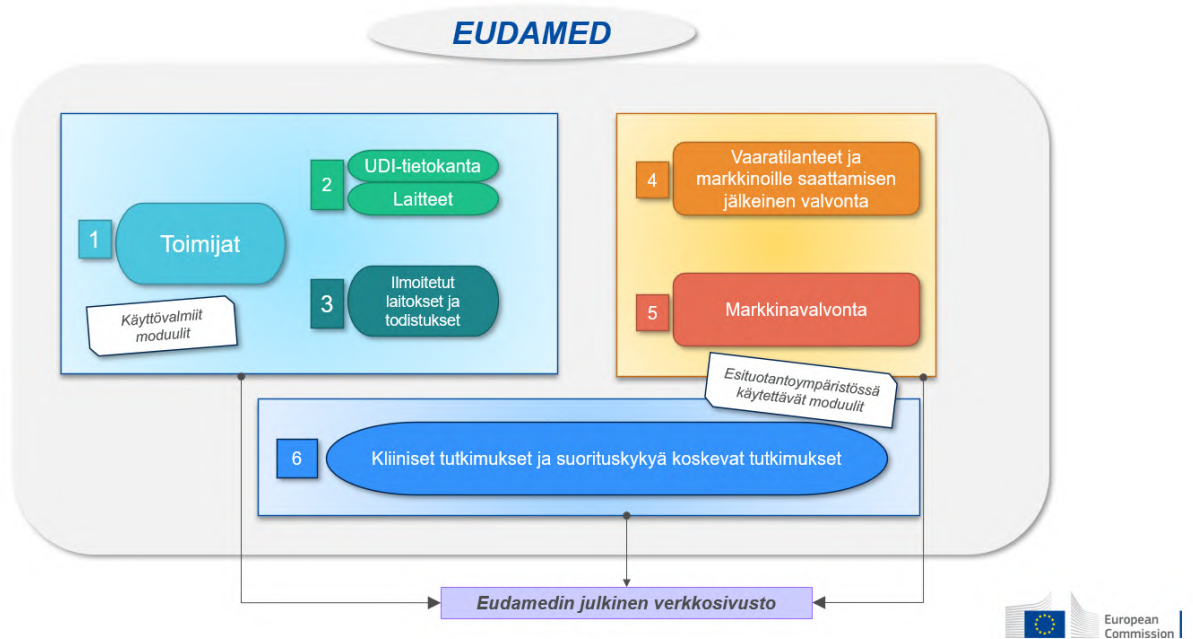 EUDAMED
1
Toimijat
Käyttövalmiit
moduulit
2
UDI-tietokanta
Laitteet
3
Ilmoitetut
laitokset ja
todistukset
4
Vaaratilanteet ja
markkinoille saattamisen
jälkeinen valvonta
5
Markkinavalvonta
Esituotantoympäristössä
käytettävät moduulit
6
Kliiniset tutkimukset ja suorituskykyä koskevat tutkimukset
Eudamedin julkinen verkkosivusto
European
Commission